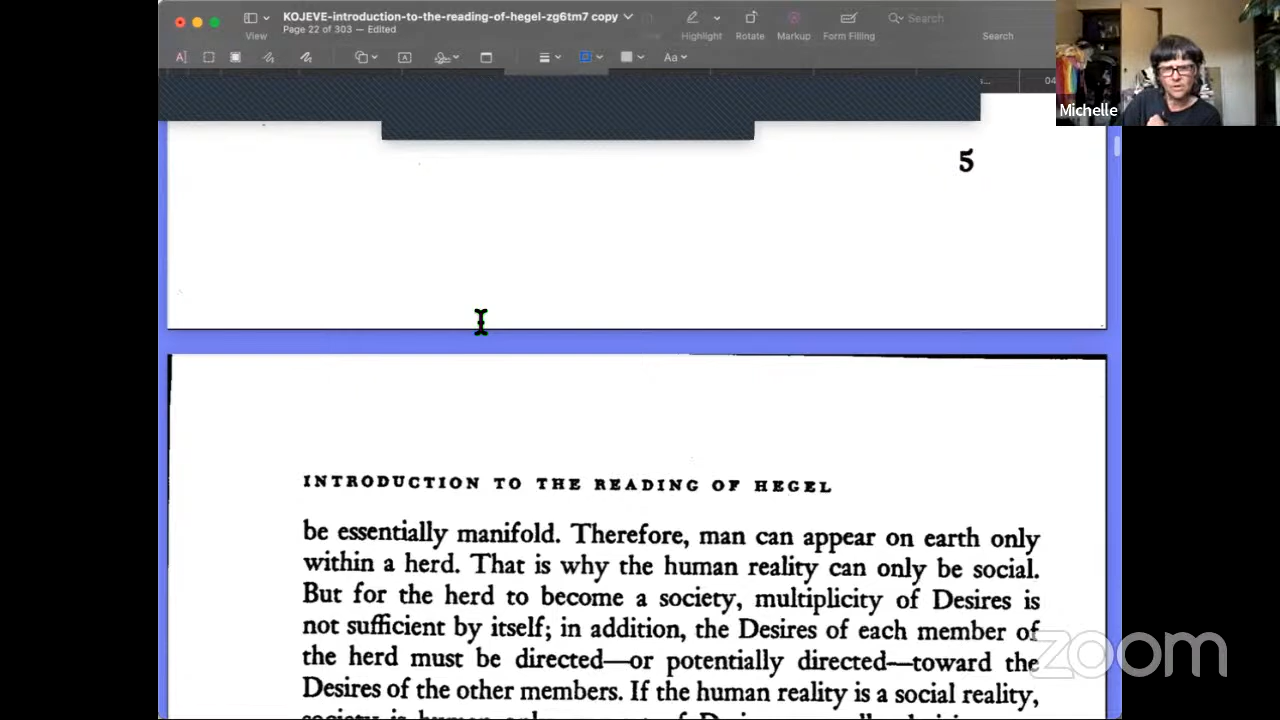 KOJEVE-introduction-to-the-reading-of-hegel-zg6tm7 copy
Page 22 of 303 — Edited
View
Highlight
Rotate
Markup
Form Filling
Search
Search
Aa
04
Michelle
5
INTRODUCTION TO THE READING OF HEGEL
be essentially manifold. Therefore, man can appear on earth only
within a herd. That is why the human reality can only be social.
But for the herd to become a society, multiplicity of Desires is
not sufficient by itself; in addition, the Desires of each member of
the herd must be directed—or potentially directed—toward the
Desires of the other members. If the human reality is a social reality,
zoom